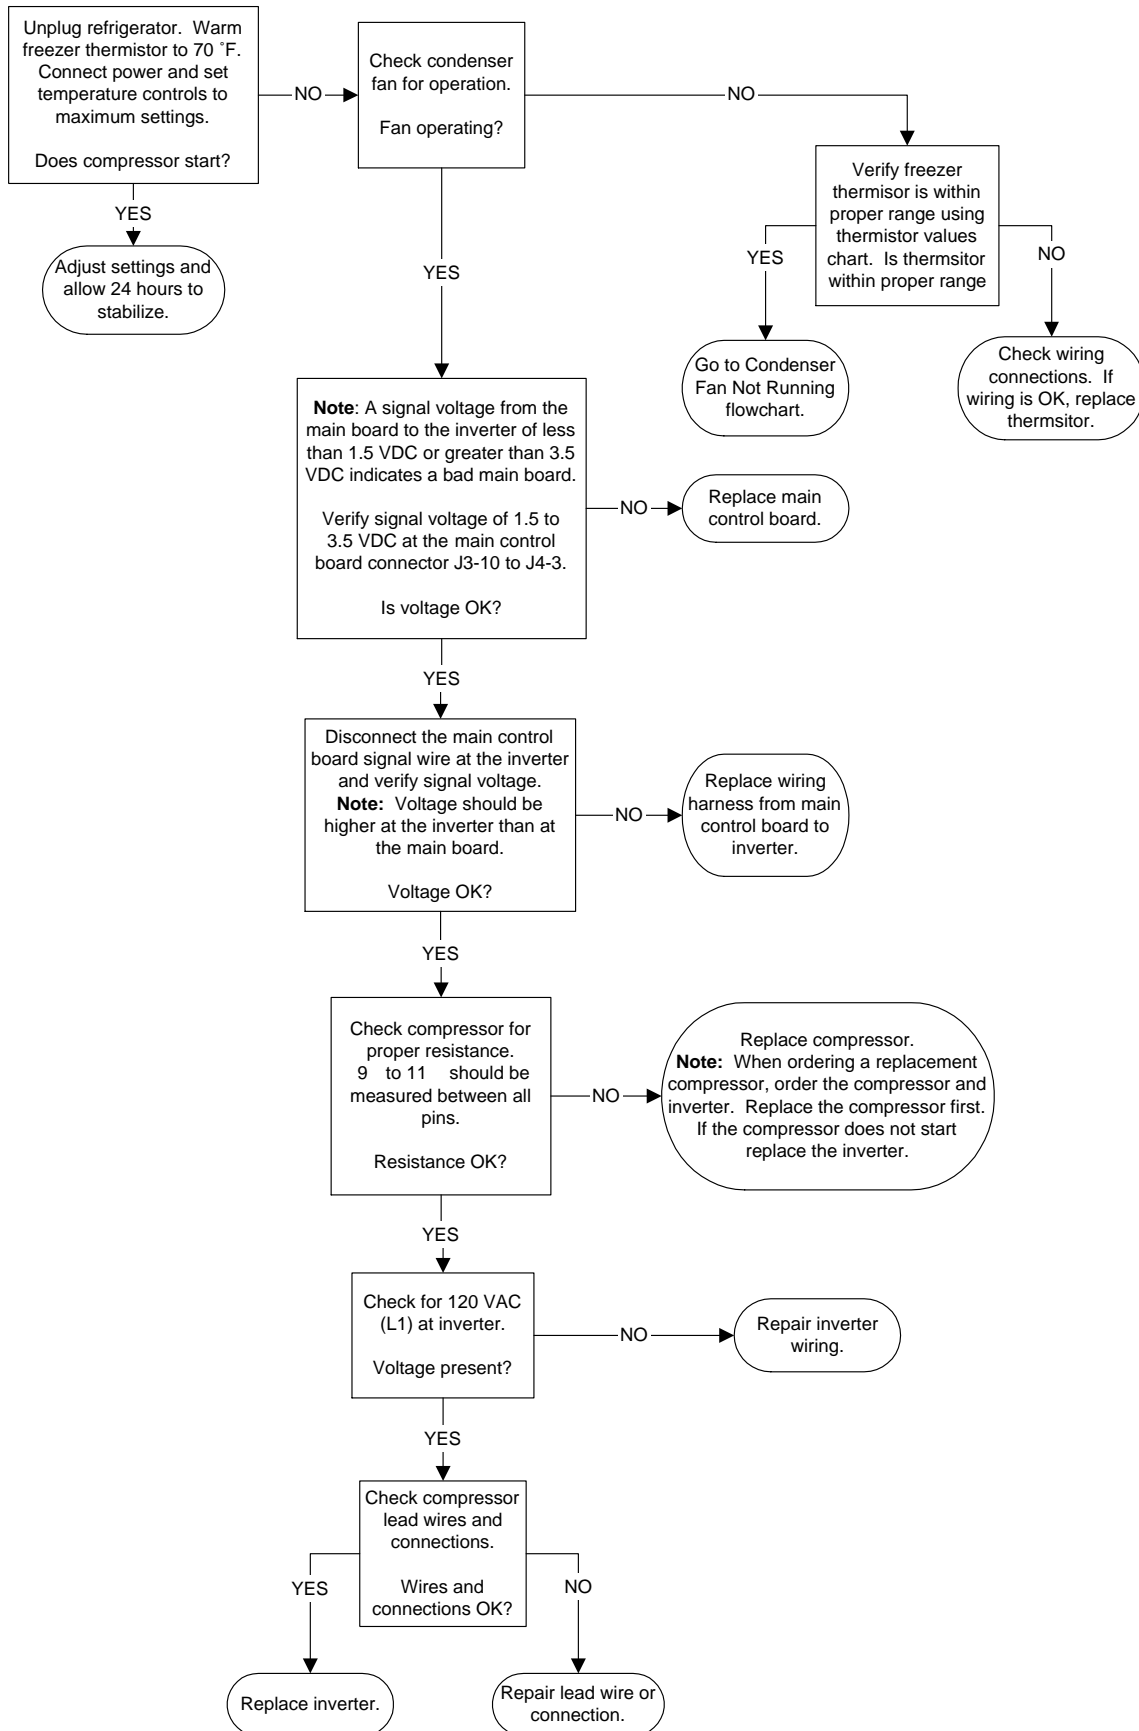 Unplug refrigerator. Warm
freezer thermistor to 70 °F.
Connect power and set
temperature controls to
maximum settings.
Does compressor start?
NO
Check condenser
fan for operation.
Fan operating?
NO
YES
Adjust settings and
allow 24 hours to
stabilize.
YES
Verify freezer
thermisor is within
proper range using
thermistor values
chart. Is thermsitor
within proper range
YES
NO
Go to Condenser
Fan Not Running
flowchart.
Check wiring
connections. If
wiring is OK, replace
thermsitor.
Note: A signal voltage from the
main board to the inverter of less
than 1.5 VDC or greater than 3.5
VDC indicates a bad main board.
Verify signal voltage of 1.5 to
3.5 VDC at the main control
board connector J3-10 to J4-3.
Is voltage OK?
NO
Replace main
control board.
YES
Disconnect the main control
board signal wire at the inverter
and verify signal voltage.
Note: Voltage should be
higher at the inverter than at
the main board.
Voltage OK?
NO
Replace wiring
harness from main
control board to
inverter.
YES
Check compressor for
proper resistance.
9 to 11 should be
measured between all
pins.
Resistance OK?
NO
Replace compressor.
Note: When ordering a replacement
compressor, order the compressor and
inverter. Replace the compressor first.
If the compressor does not start
replace the inverter.
YES
Check for 120 VAC
(L1) at inverter.
Voltage present?
NO
Repair inverter
wiring.
YES
Check compressor
lead wires and
connections.
Wires and
connections OK?
YES
NO
Replace inverter.
Repair lead wire or
connection.